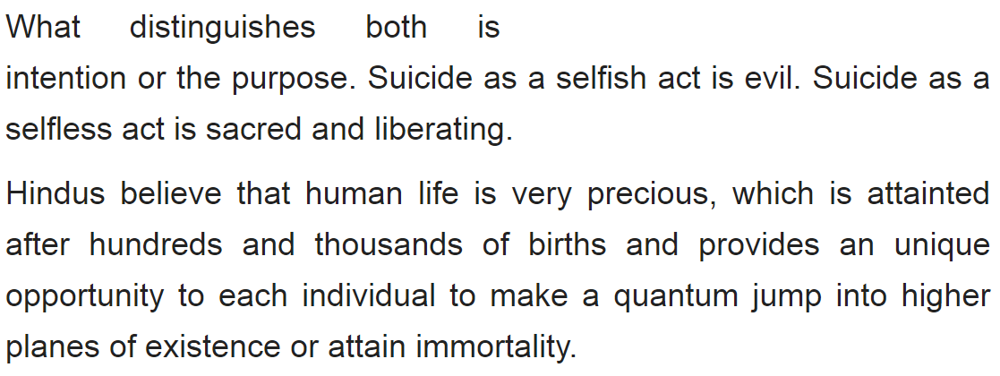 What distinguishes both is
intention or the purpose. Suicide as a selfish act is evil. Suicide as a
selfless act is sacred and liberating.
Hindus believe that human life is very precious, which is attainted
after hundreds and thousands of births and provides an unique
opportunity to each individual to make a quantum jump into higher
planes of existence or attain immortality.